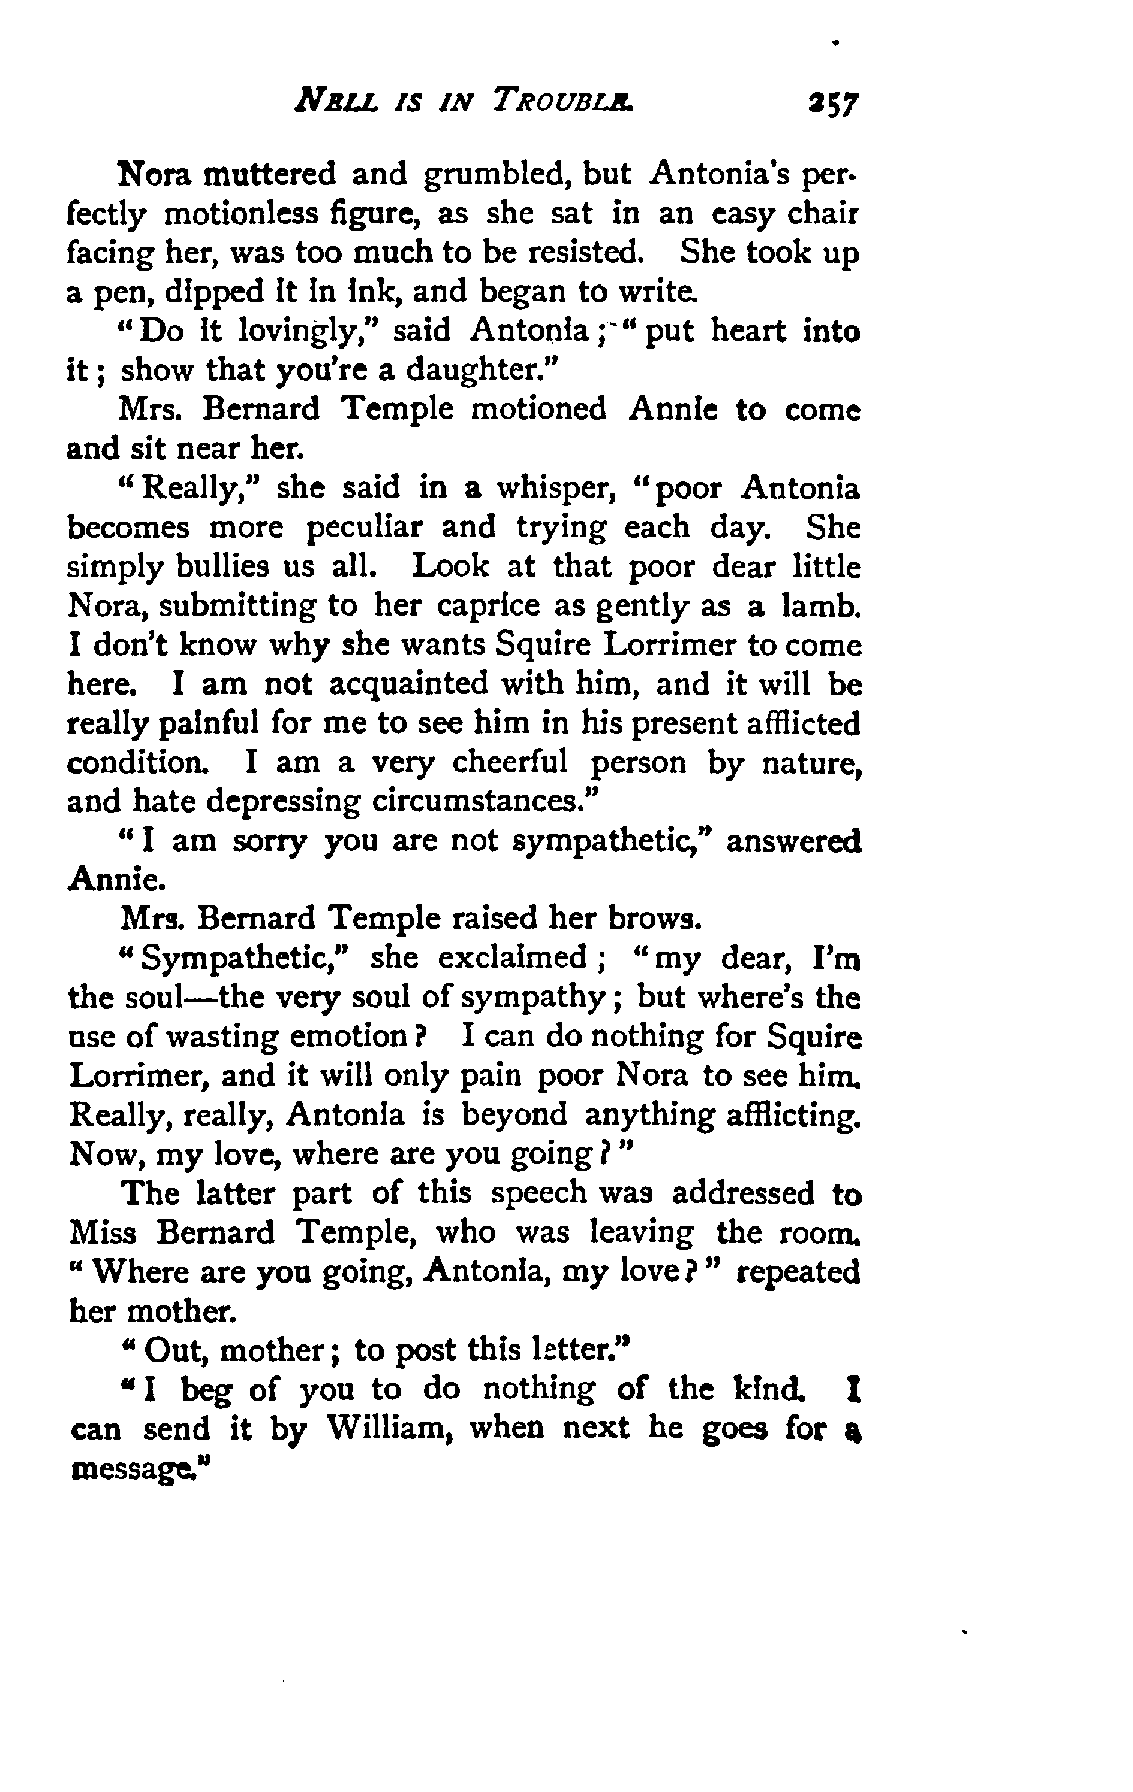 NELL IS IN TROUBLE. 257
Nora muttered and grumbled, but Antonia's per-
fectly motionless figure, as she sat in an easy chair
facing her, was too much to be resisted. She took up
a pen, dipped it in ink, and began to write.
"Do it lovingly," said Antonia; "put heart into
it; show that you're a daughter."
Mrs. Bernard Temple motioned Annie to come
and sit near her.
"Really," she said in a whisper, "poor Antonia
becomes more peculiar and trying each day. She
simply bullies us all. Look at that poor dear little
Nora, submitting to her caprice as gently as a lamb.
I don't know why she wants Squire Lorrimer to come
here. I am not acquainted with him, and it will be
really painful for me to see him in his present afflicted
condition. I am a very cheerful person by nature,
and hate depressing circumstances."
"I am sorry you are not sympathetic," answered
Annie.
Mrs. Bernard Temple raised her brows.
"Sympathetic," she exclaimed; "my dear, I'm
the soul—the very soul of sympathy; but where's the
use of wasting emotion? I can do nothing for Squire
Lorrimer, and it will only pain poor Nora to see him.
Really, really, Antonia is beyond anything afflicting.
Now, my love, where are you going?"
The latter part of this speech was addressed to
Miss Bernard Temple, who was leaving the room.
"Where are you going, Antonia, my love?" repeated
her mother.
"Out, mother; to post this letter."
"I beg of you to do nothing of the kind. I
can send it by William, when next he goes for a
message."